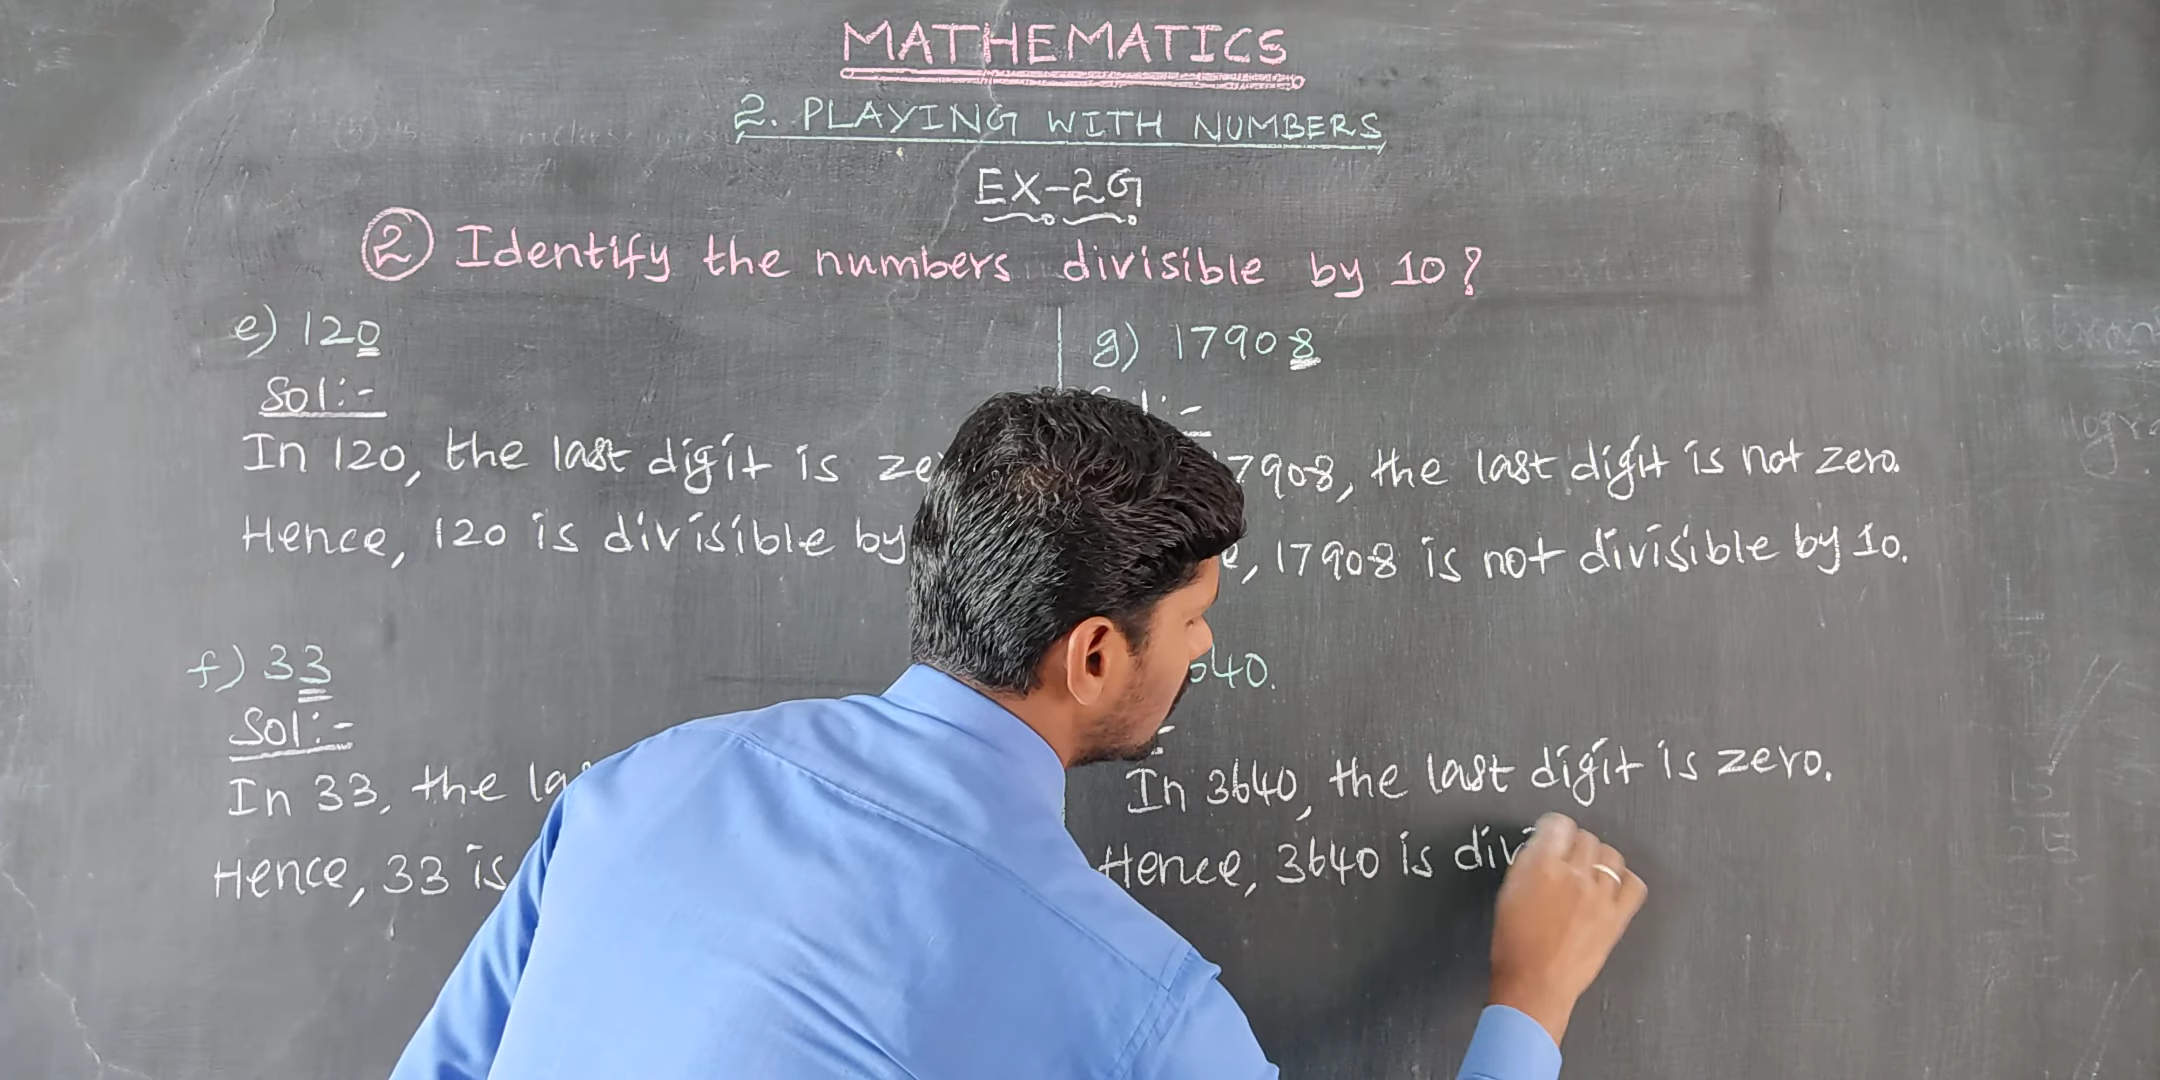 MATHEMATICS
2. PLAYING WITH NUMBERS
EX-2G
2 Identify the numbers divisible by 10?
e) 120
Sol:-
In 120, the last digit is
Hence, 120 is divisible by
f) 33
Sol:-
In 33, the
Hence, 33 is
g) 17908
7908, the last digit is not zero.
, 17908 is not divisible by 10.
640.
In 3640, the last digit is zero.
Hence, 3640 is